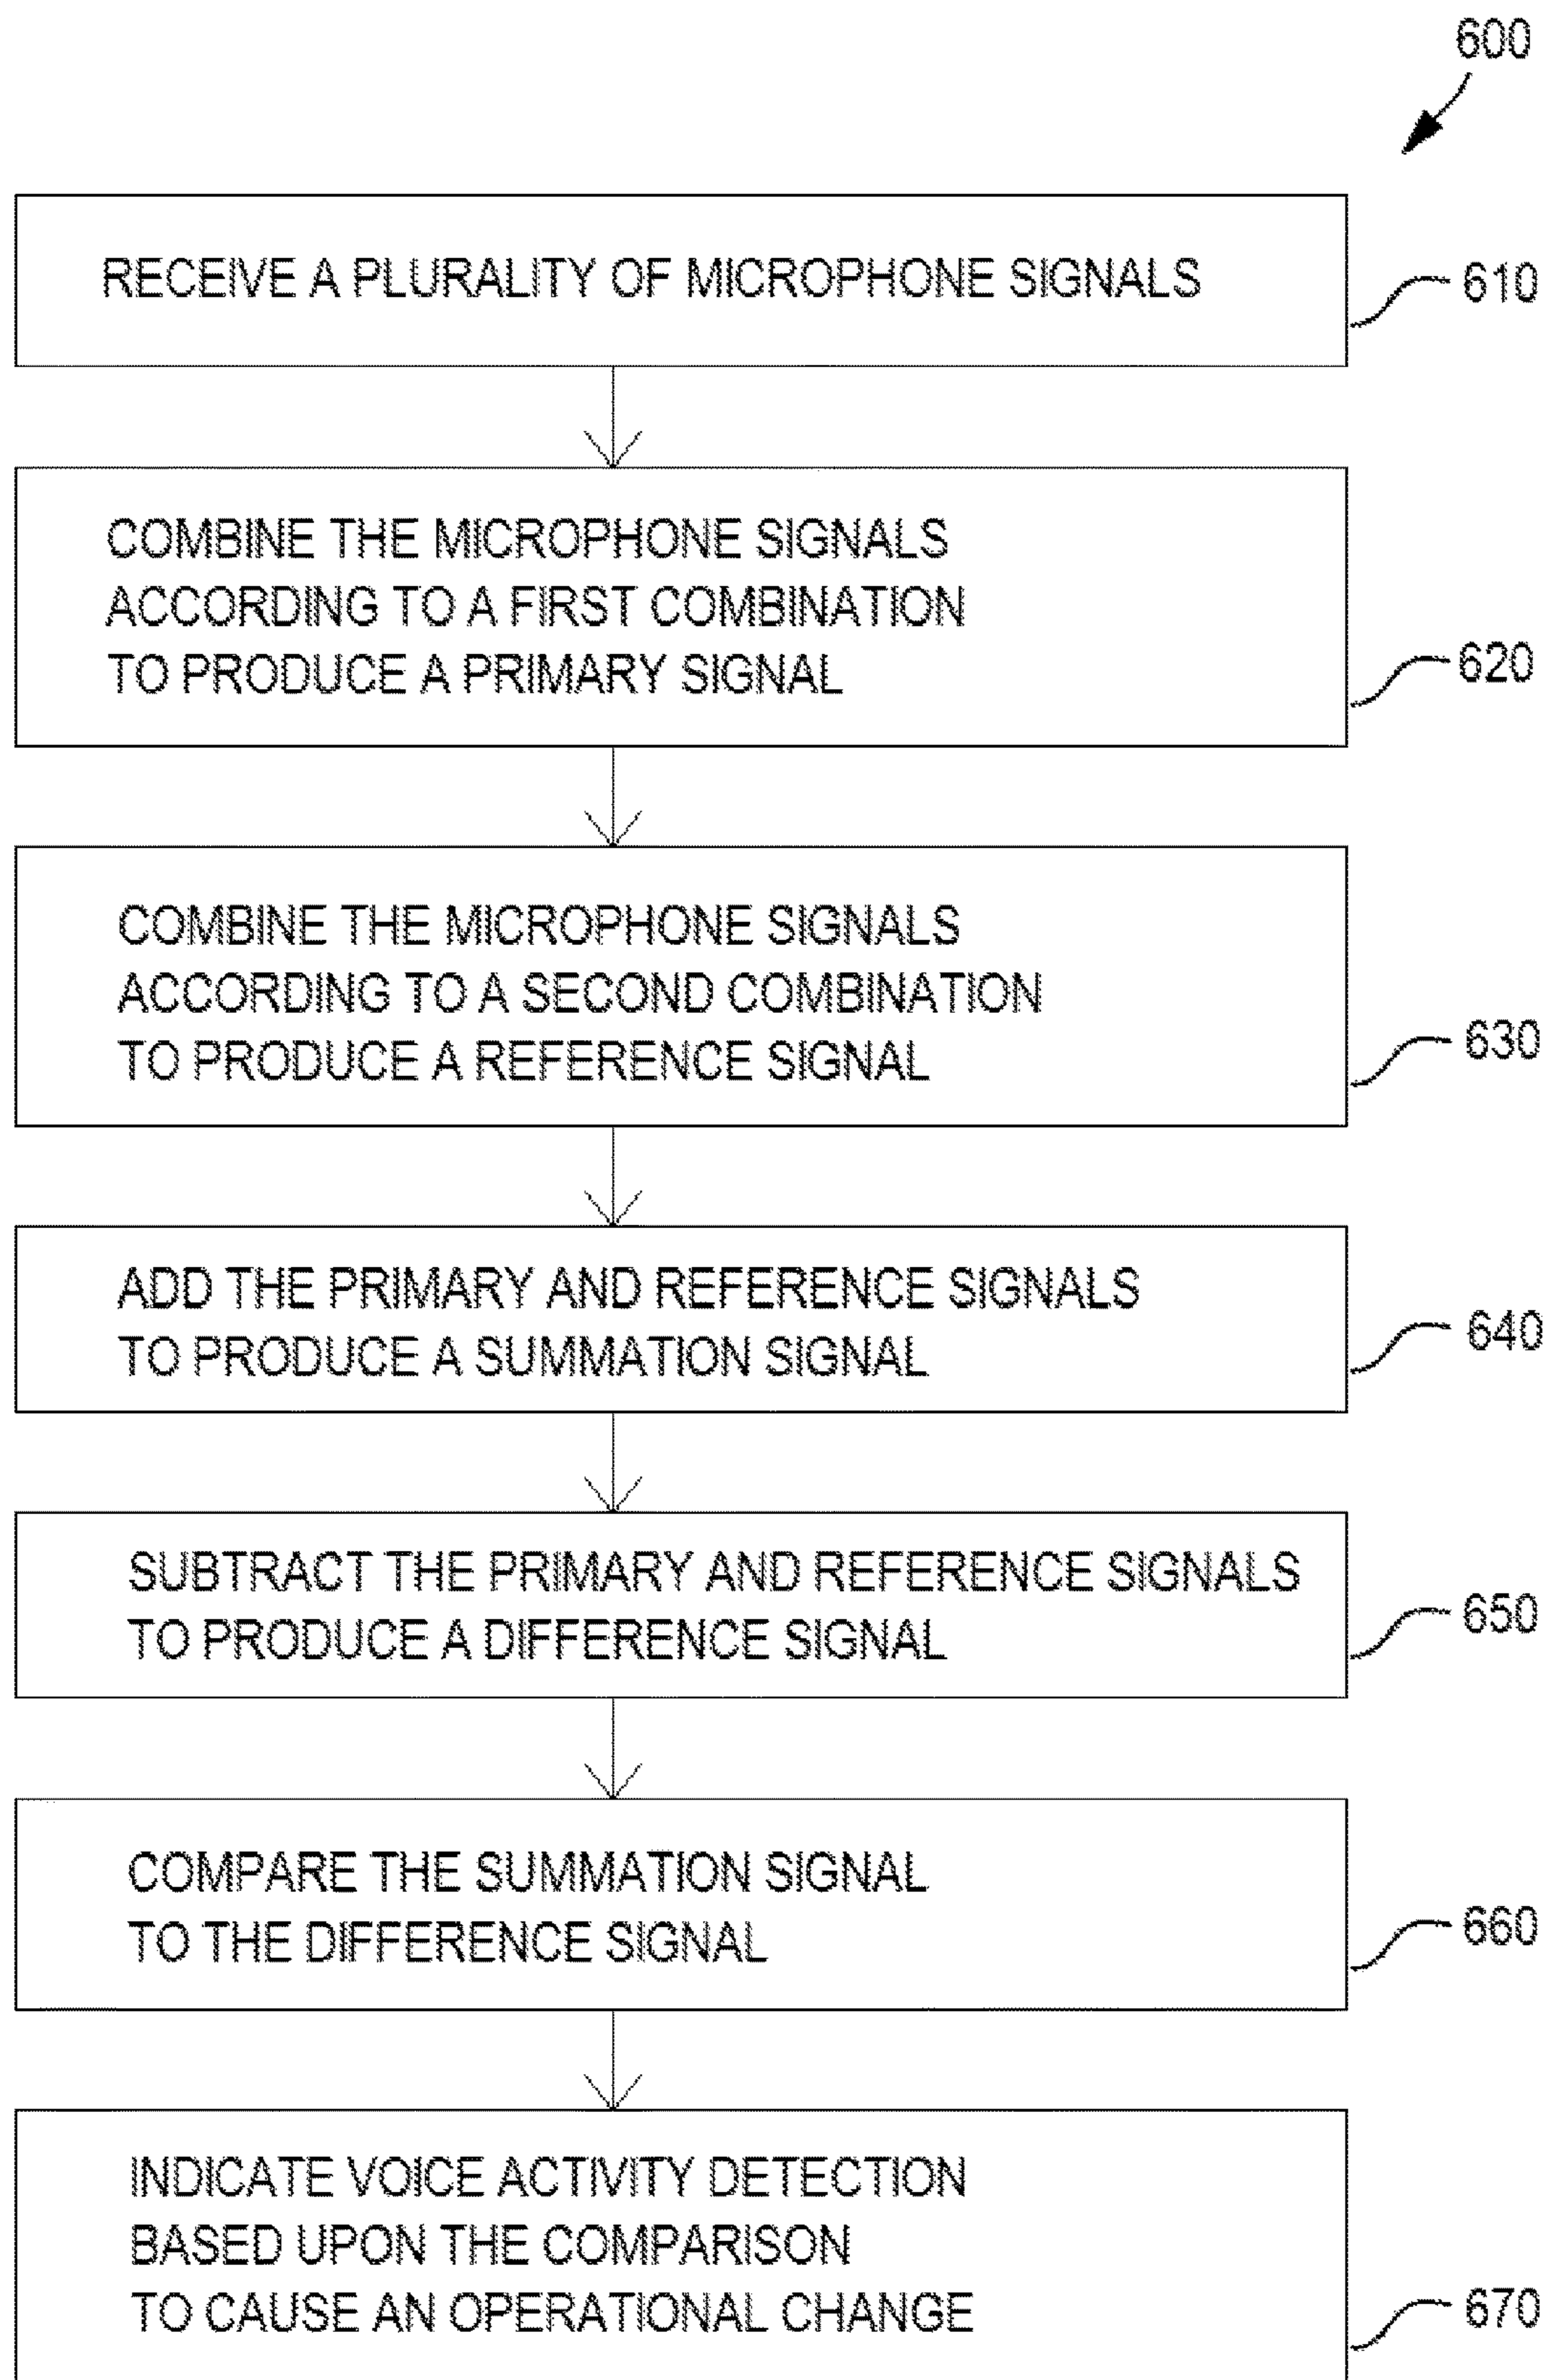 600
RECEIVE A PLURALITY OF MICROPHONE SIGNALS
610
COMBINE THE MICROPHONE SIGNALS
ACCORDING TO A FIRST COMBINATION
TO PRODUCE A PRIMARY SIGNAL
620
COMBINE THE MICROPHONE SIGNALS
ACCORDING TO A SECOND COMBINATION
TO PRODUCE A REFERENCE SIGNAL
630
ADD THE PRIMARY AND REFERENCE SIGNALS
TO PRODUCE A SUMMATION SIGNAL
640
SUBTRACT THE PRIMARY AND REFERENCE SIGNALS
TO PRODUCE A DIFFERENCE SIGNAL
650
COMPARE THE SUMMATION SIGNAL
TO THE DIFFERENCE SIGNAL
660
INDICATE VOICE ACTIVITY DETECTION
BASED UPON THE COMPARISON
TO CAUSE AN OPERATIONAL CHANGE
670